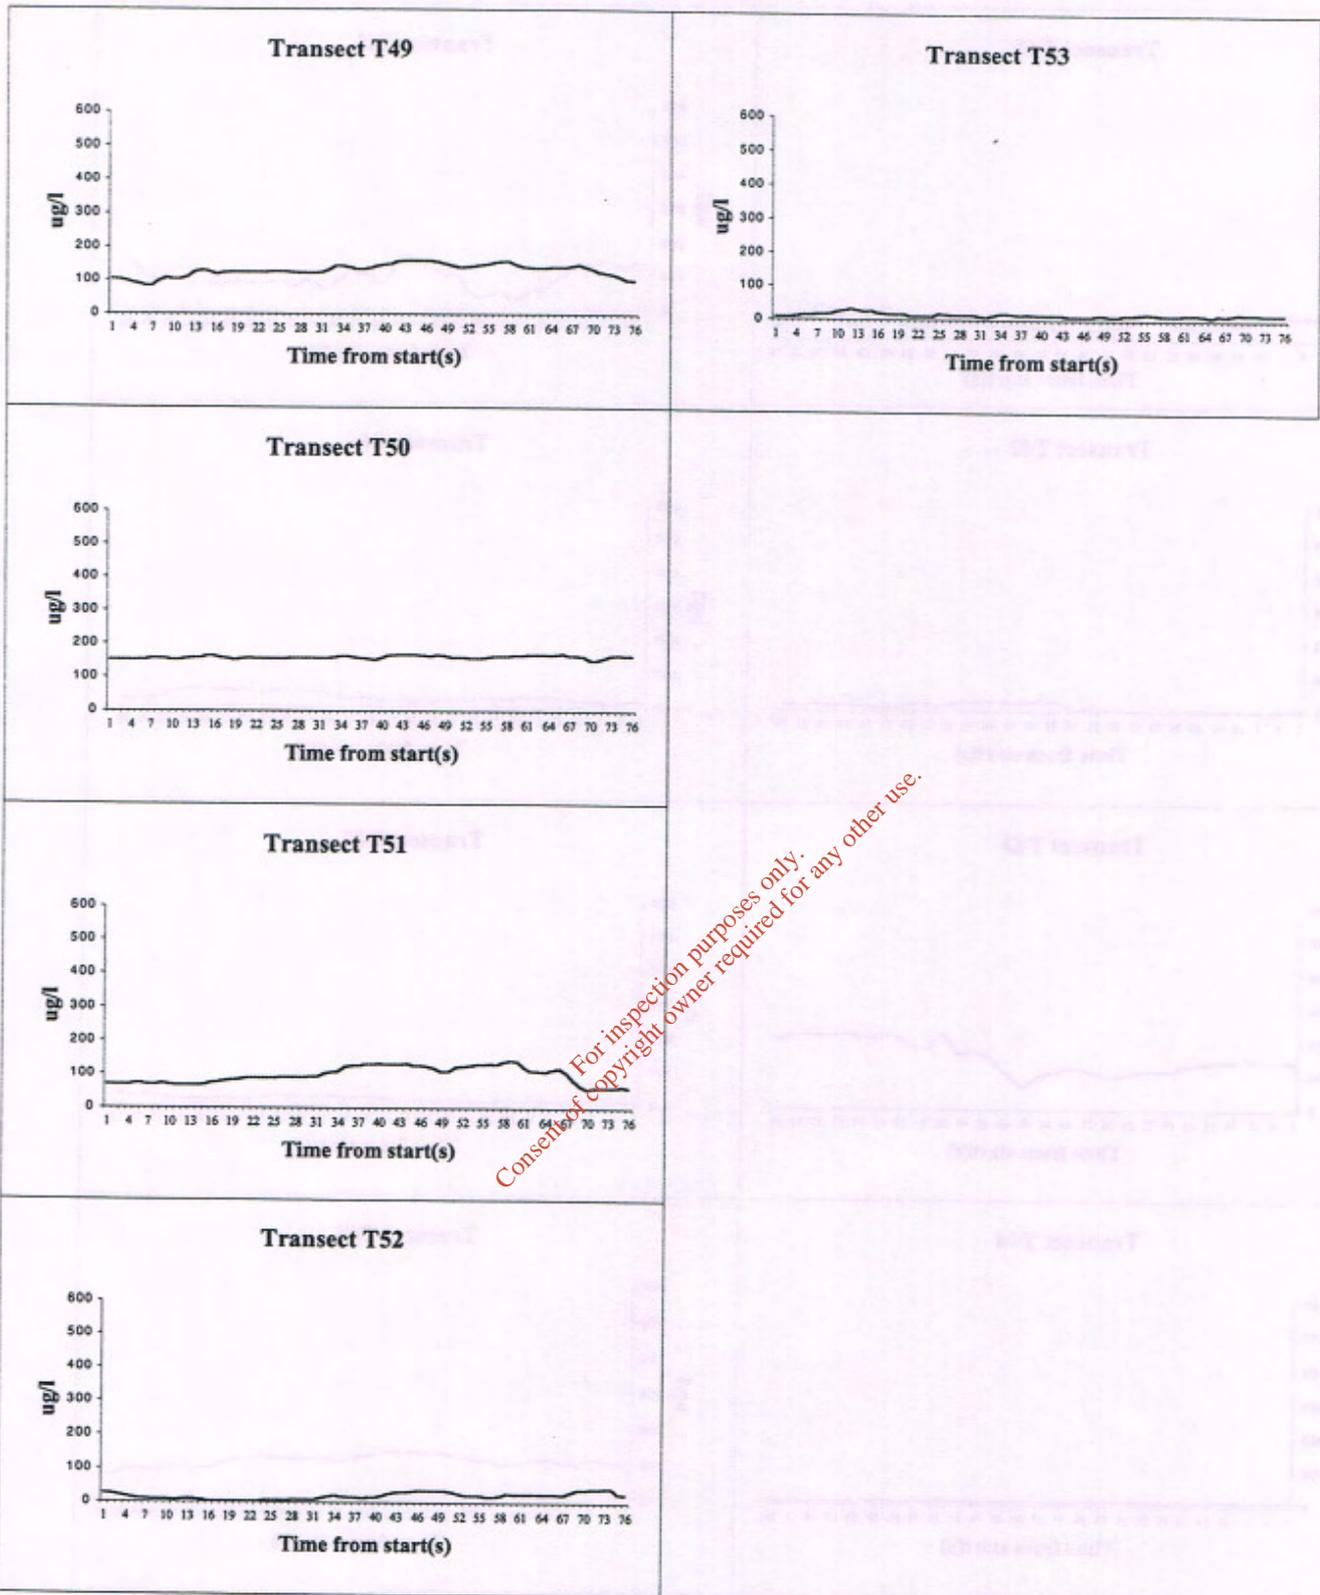 Transect T49
600
500
400
300
200
100
0
ug/l
1 4 7 10 13 16 19 22 25 28 31 34 37 40 43 46 49 52 55 58 61 64 67 70 73 76
Time from start(s)
Transect T53
600
500
400
300
200
100
0
ug/l
1 4 7 10 13 16 19 22 25 28 31 34 37 40 43 46 49 52 55 58 61 64 67 70 73 76
Time from start(s)
Transect T50
600
500
400
300
200
100
0
ug/l
1 4 7 10 13 16 19 22 25 28 31 34 37 40 43 46 49 52 55 58 61 64 67 70 73 76
Time from start(s)
Transect T51
600
500
400
300
200
100
0
ug/l
1 4 7 10 13 16 19 22 25 28 31 34 37 40 43 46 49 52 55 58 61 64 67 70 73 76
Time from start(s)
Transect T52
600
500
400
300
200
100
0
ug/l
1 4 7 10 13 16 19 22 25 28 31 34 37 40 43 46 49 52 55 58 61 64 67 70 73 76
Time from start(s)
For inspection purposes only.
Consent of copyright owner required for any other use.